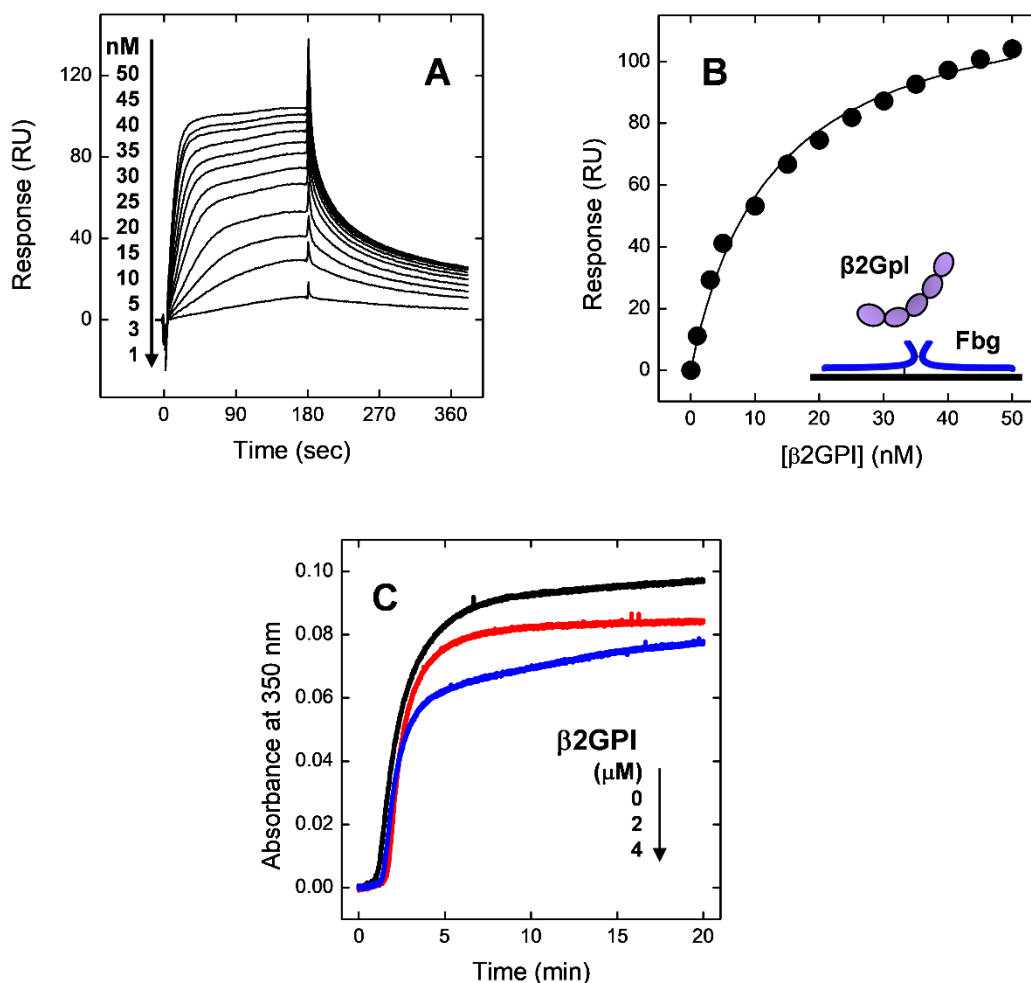 A
nM
50
45
40
35
30
25
20
15
10
5
3
1
120
80
40
0
Response (RU)
0 90 180 270 360
Time (sec)
B
100
80
60
40
20
0
Response (RU)
β2GpI
Fbg
0 10 20 30 40 50
[β2GPI] (nM)
C
0.10
0.08
0.06
0.04
0.02
0.00
Absorbance at 350 nm
β2GPI
(μM)
0
2
4
0 5 10 15 20
Time (min)